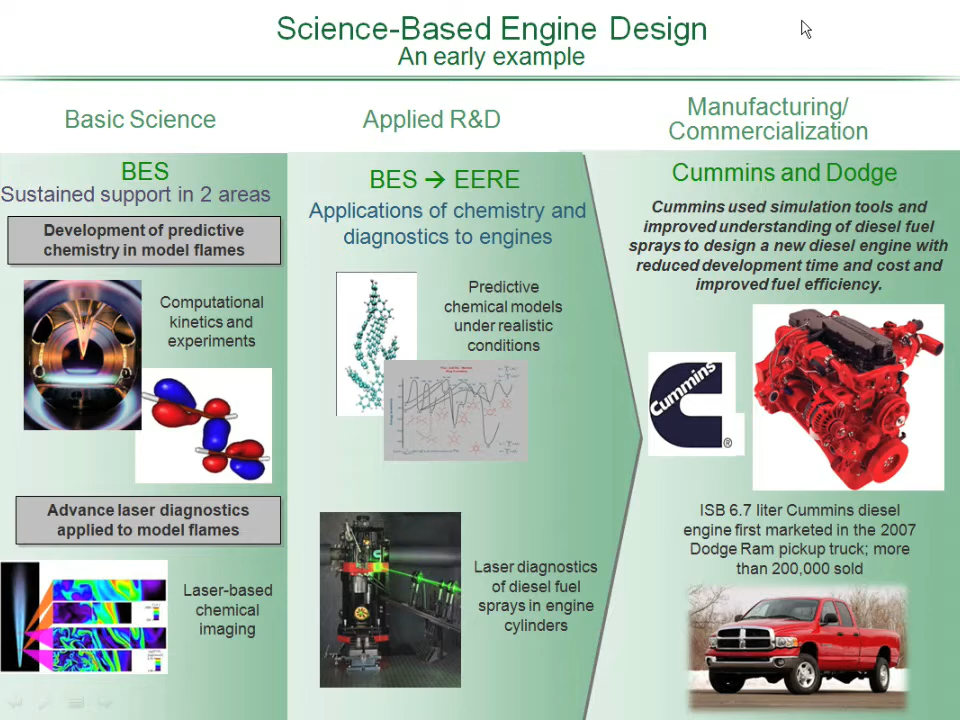 Science-Based Engine Design
An early example
Basic Science
Applied R&D
Manufacturing/
Commercialization
BES
Sustained support in 2 areas
Development of predictive
chemistry in model flames
Computational
kinetics and
experiments
Advance laser diagnostics
applied to model flames
Laser-based
chemical
imaging
BES → EERE
Applications of chemistry and
diagnostics to engines
Predictive
chemical models
under realistic
conditions
Laser diagnostics
of diesel fuel
sprays in engine
cylinders
Cummins and Dodge
Cummins used simulation tools and
improved understanding of diesel fuel
sprays to design a new diesel engine with
reduced development time and cost and
improved fuel efficiency.
Cummins
®
ISB 6.7 liter Cummins diesel
engine first marketed in the 2007
Dodge Ram pickup truck; more
than 200,000 sold